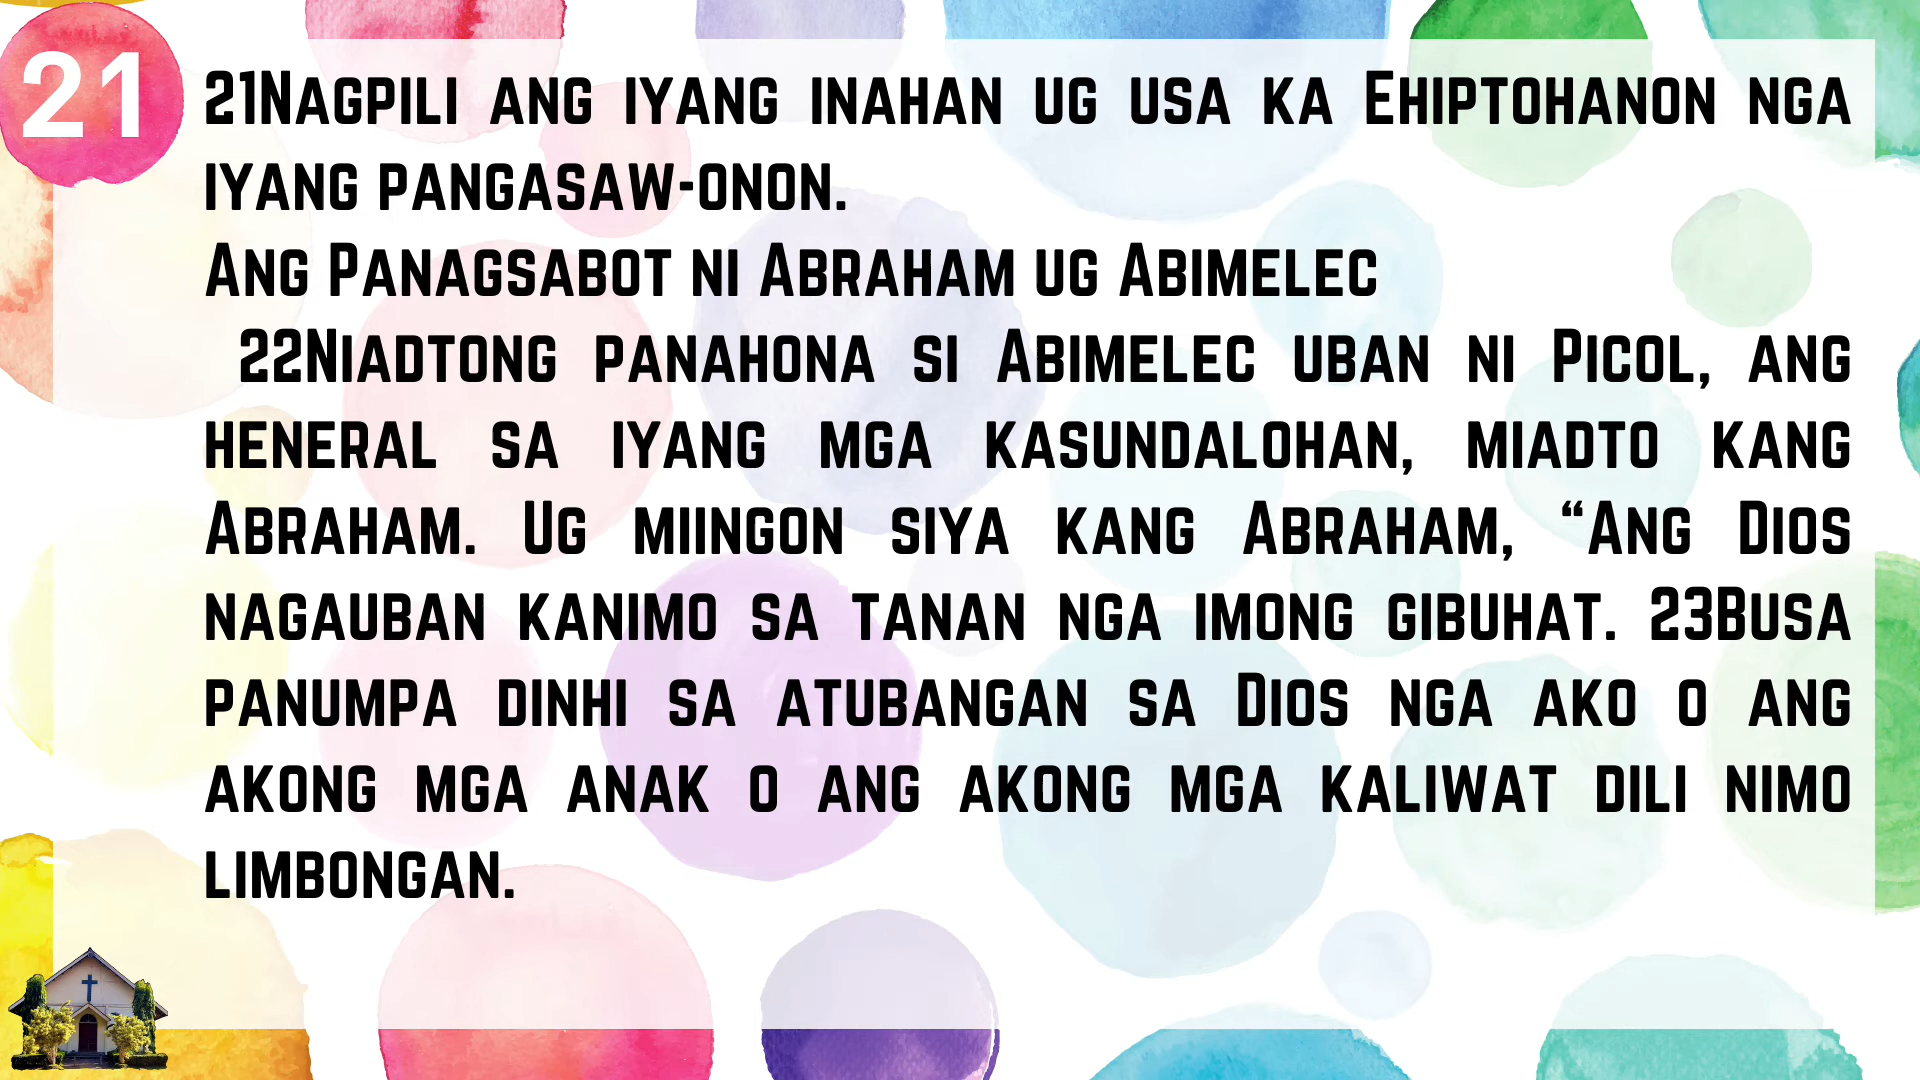 21
21Nagpili ang iyang inahan ug usa ka Ehiptohanon nga
iyang pangasaw-onon.
Ang Panagsabot ni Abraham ug Abimelec
22Niadtong panahona si Abimelec uban ni Picol, ang
heneral sa iyang mga kasundalohan, miadto kang
Abraham. Ug miingon siya kang Abraham, “Ang Dios
nagauban kanimo sa tanan nga imong gibuhat. 23Busa
panumpa dinhi sa atubangan sa Dios nga ako o ang
akong mga anak o ang akong mga kaliwat dili nimo
limbongan.